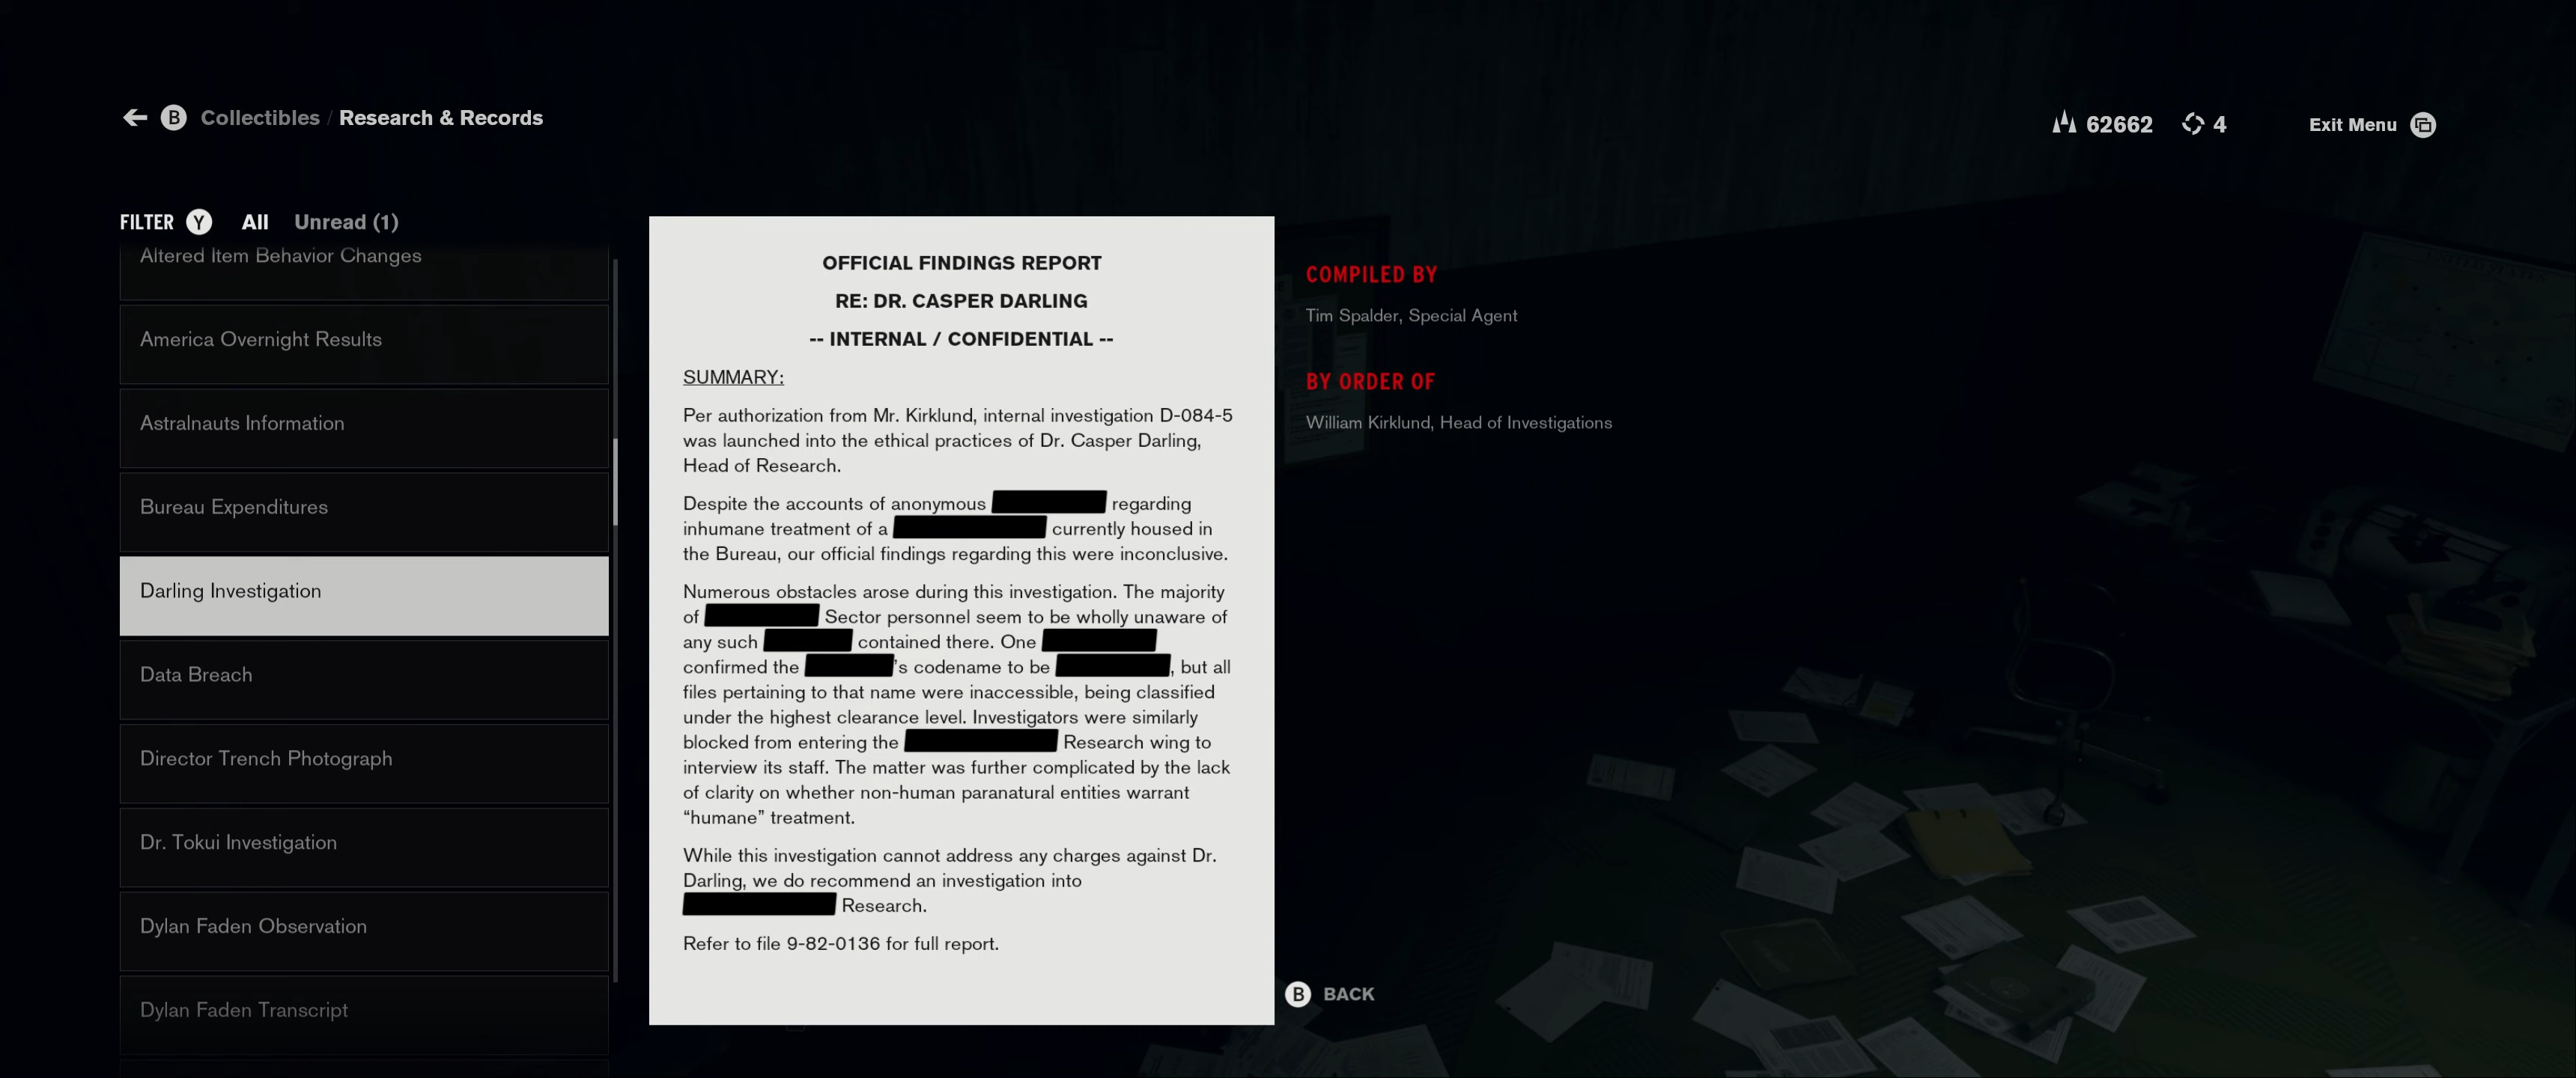 B Collectibles / Research & Records
62662 4 Exit Menu
FILTER Y All Unread (1)
Altered Item Behavior Changes
America Overnight Results
Astralnauts Information
Bureau Expenditures
Darling Investigation
Data Breach
Director Trench Photograph
Dr. Tokui Investigation
Dylan Faden Observation
Dylan Faden Transcript
OFFICIAL FINDINGS REPORT
RE: DR. CASPER DARLING
-- INTERNAL / CONFIDENTIAL --
SUMMARY:
Per authorization from Mr. Kirklund, internal investigation D-084-5
was launched into the ethical practices of Dr. Casper Darling,
Head of Research.
Despite the accounts of anonymous regarding
inhumane treatment of a currently housed in
the Bureau, our official findings regarding this were inconclusive.
Numerous obstacles arose during this investigation. The majority
of Sector personnel seem to be wholly unaware of
any such contained there. One
confirmed the 's codename to be , but all
files pertaining to that name were inaccessible, being classified
under the highest clearance level. Investigators were similarly
blocked from entering the Research wing to
interview its staff. The matter was further complicated by the lack
of clarity on whether non-human paranatural entities warrant
“humane” treatment.
While this investigation cannot address any charges against Dr.
Darling, we do recommend an investigation into
Research.
Refer to file 9-82-0136 for full report.
COMPILED BY
Tim Spalder, Special Agent
BY ORDER OF
William Kirklund, Head of Investigations
B BACK